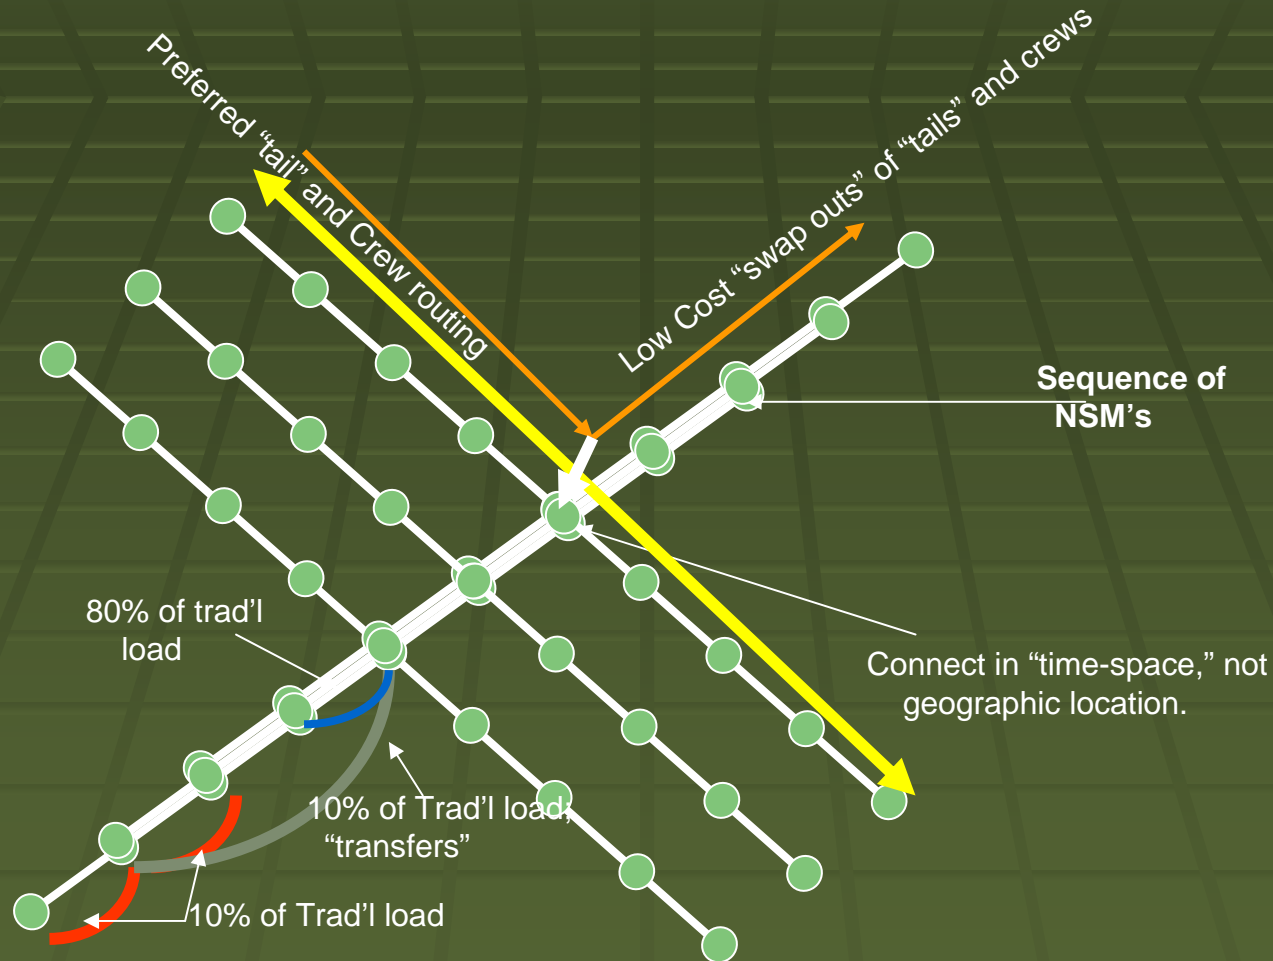 Preferred “tail” and Crew routing
Low Cost “swap outs” of “tails” and crews
Sequence of
NSM’s
80% of trad’l
load
Connect in “time-space,” not
geographic location.
10% of Trad’l load;
“transfers”
10% of Trad’l load